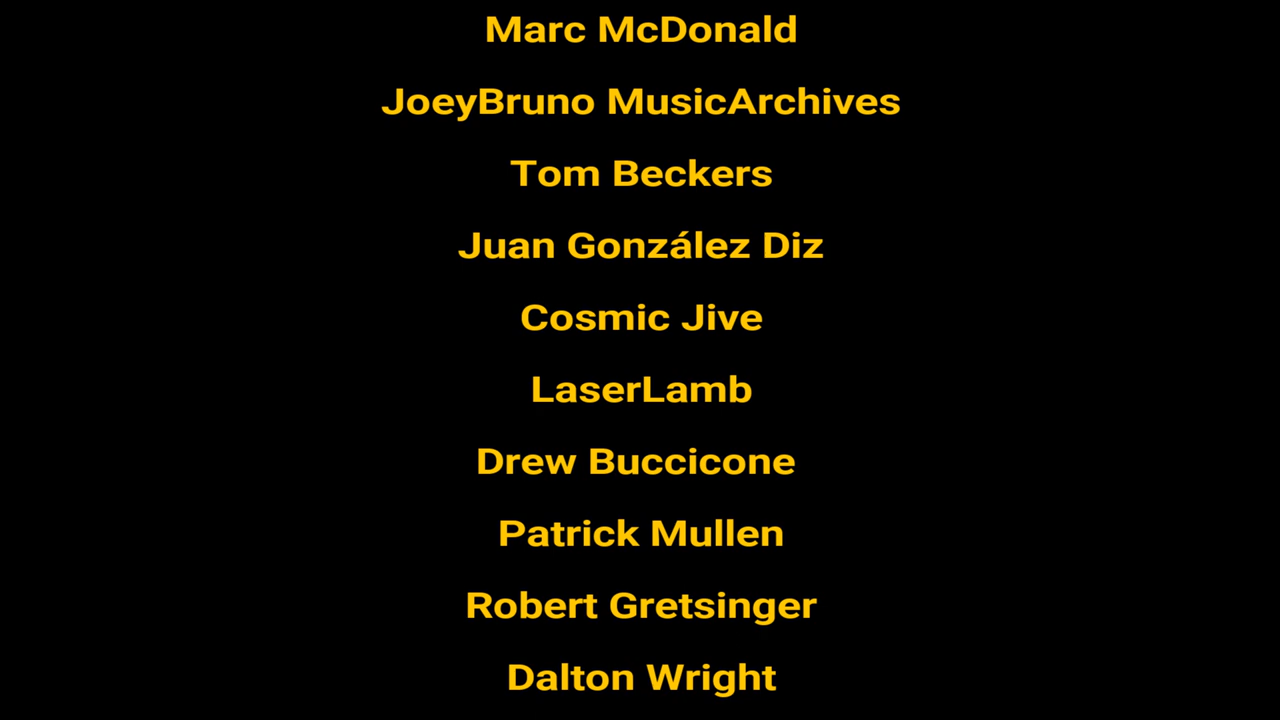 Marc McDonald
JoeyBruno MusicArchives
Tom Beckers
Juan González Diz
Cosmic Jive
LaserLamb
Drew Buccicone
Patrick Mullen
Robert Gretsinger
Dalton Wright